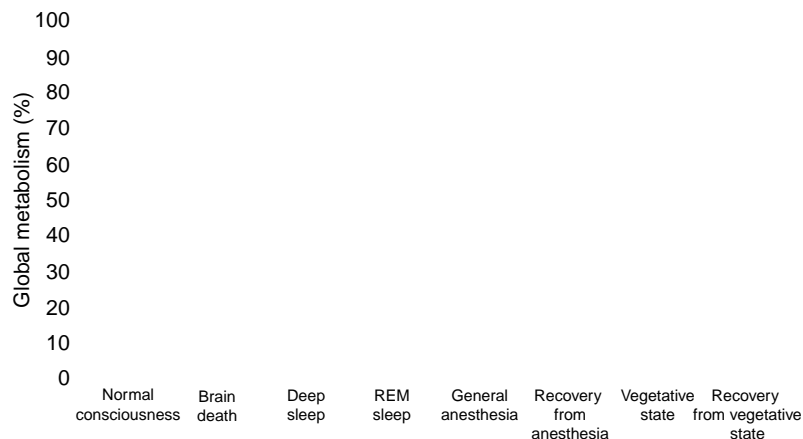 Global metabolism (%)
100
90
80
70
60
50
40
30
20
10
0
Normal
consciousness
Brain
death
Deep
sleep
REM
sleep
General
anesthesia
Recovery
from
anesthesia
Vegetative
state
Recovery
from vegetative
state